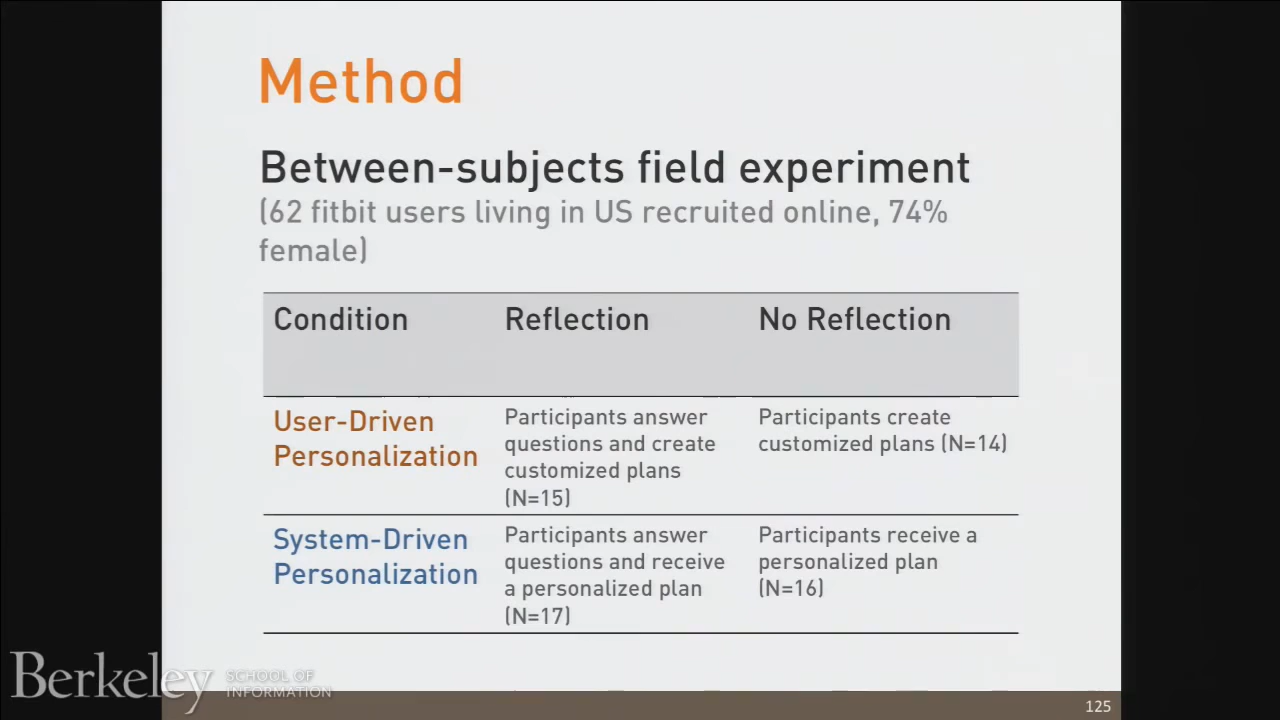 Method
Between-subjects field experiment
(62 fitbit users living in US recruited online, 74%
female)
Condition
Reflection
No Reflection
User-Driven
Personalization
Participants answer
questions and create
customized plans
(N=15)
Participants create
customized plans (N=14)
System-Driven
Personalization
Participants answer
questions and receive
a personalized plan
(N=17)
Participants receive a
personalized plan
(N=16)
Berkeley
SCHOOL OF
INFORMATION
125